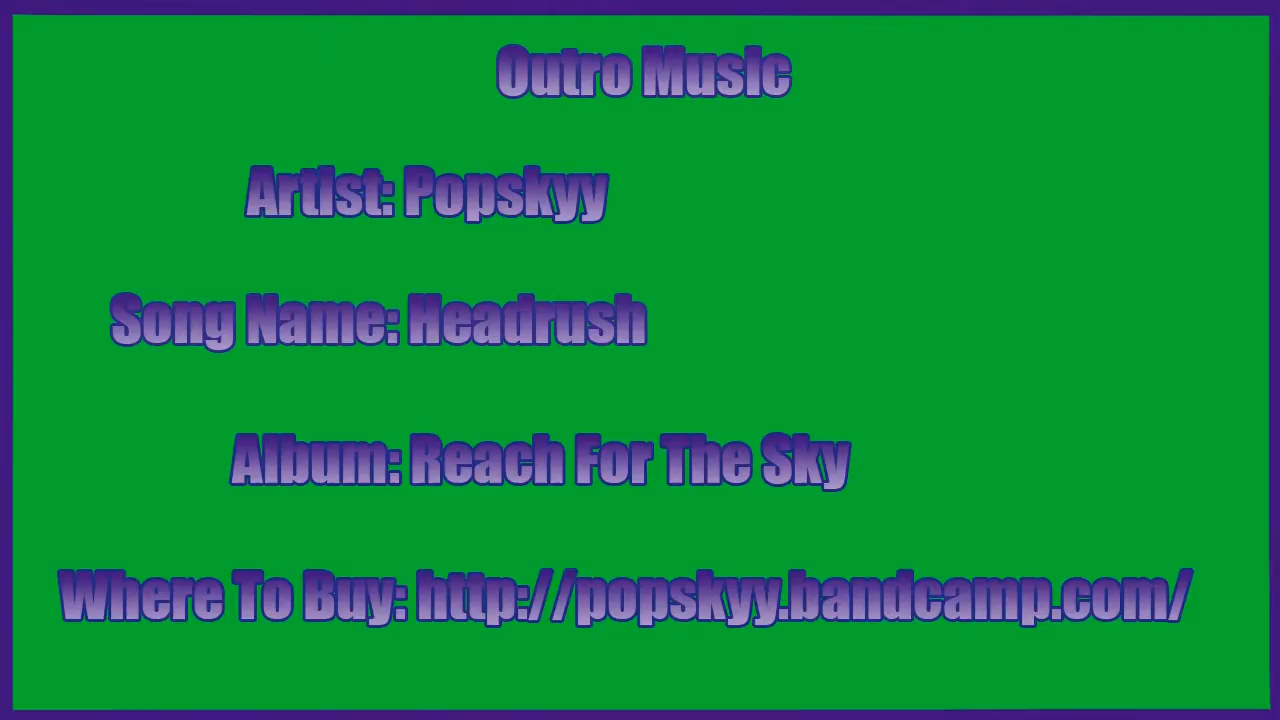 Outro Music
Artist: Popskyy
Song Name: Headrush
Album: Reach For The Sky
Where To Buy: http://popskyy.bandcamp.com/